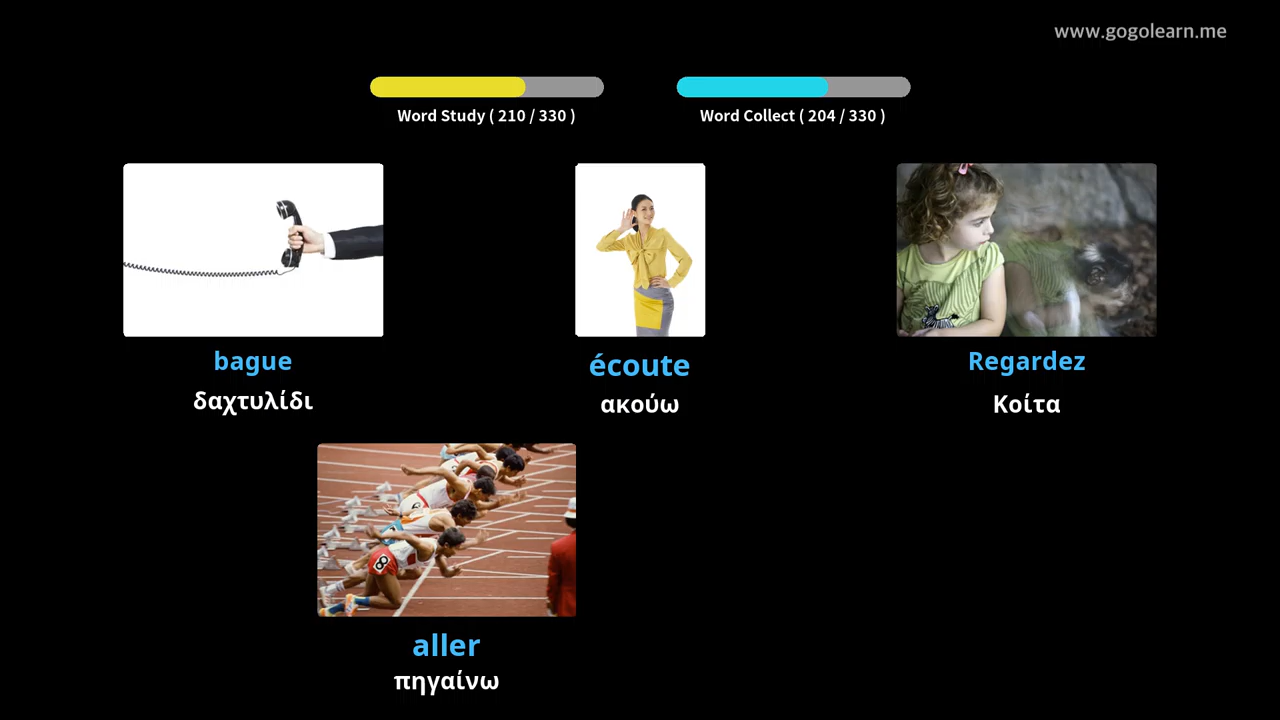 www.gogolearn.me
Word Study ( 210 / 330 )
Word Collect ( 204 / 330 )
bague
écoute
Regardez
δαχτυλίδι
ακούω
Κοίτα
8
aller
πηγαίνω